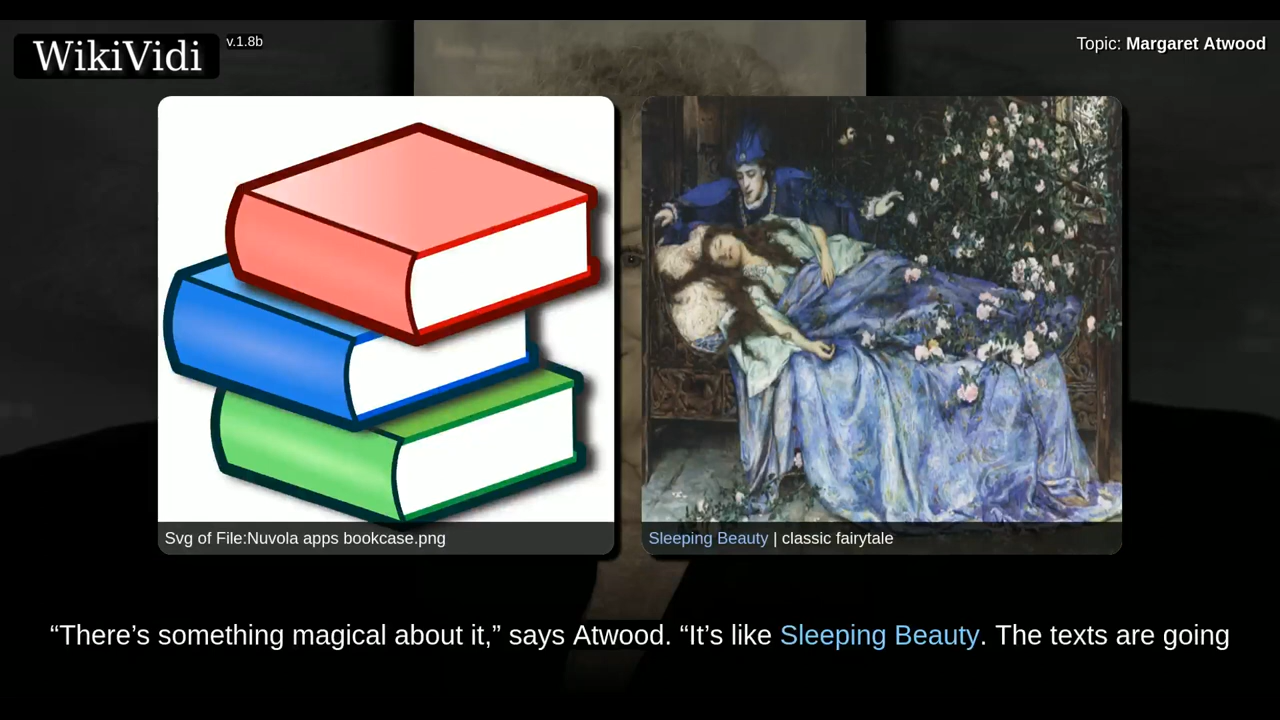 WikiVidi v.1.8b
Topic: Margaret Atwood
Svg of File:Nuvola apps bookcase.png
Sleeping Beauty | classic fairytale
“There’s something magical about it,” says Atwood. “It’s like Sleeping Beauty. The texts are going